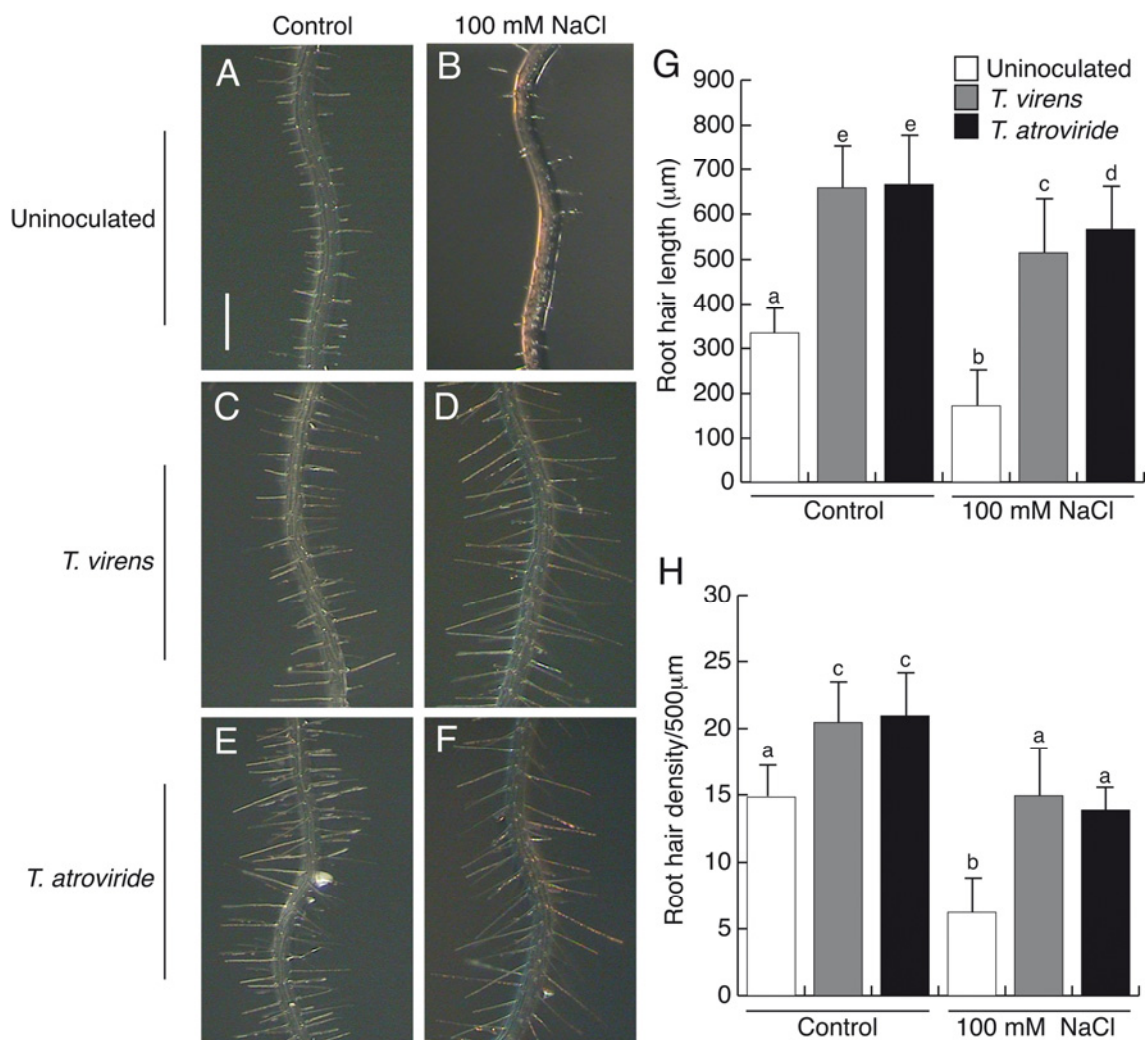 Control
100 mM NaCl
A
B
Uninoculated
C
D
T. virens
E
F
T. atroviride
G
Uninoculated
T. virens
T. atroviride
Root hair length (μm)
900
800
700
600
500
400
300
200
100
0
a
e
e
b
c
d
Control
100 mM NaCl
H
Root hair density/500μm
30
25
20
15
10
5
0
a
c
c
b
a
a
Control
100 mM NaCl